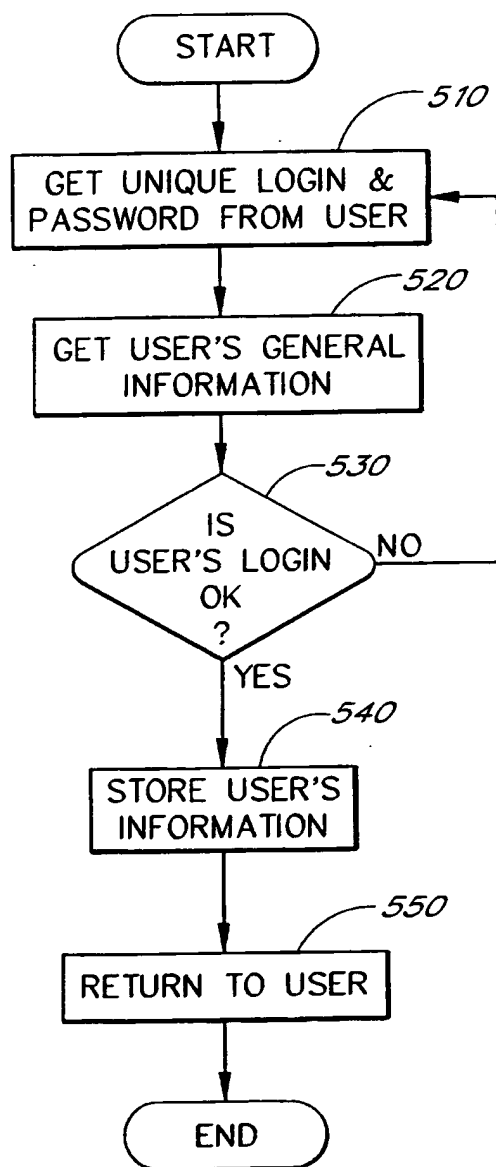 START
510
GET UNIQUE LOGIN &
PASSWORD FROM USER
520
GET USER'S GENERAL
INFORMATION
530
IS
USER'S LOGIN
OK
?
NO
YES
540
STORE USER'S
INFORMATION
550
RETURN TO USER
END